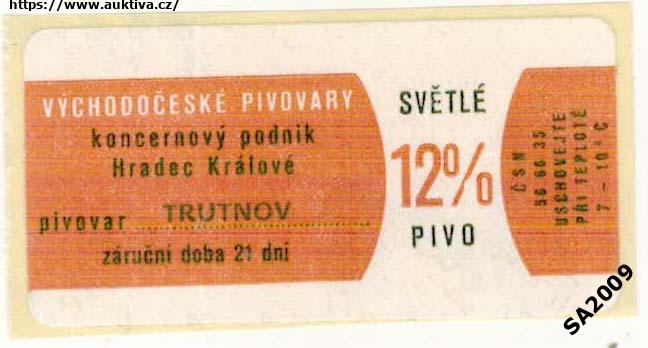 https://www.auktiva.cz/
VÝCHODOČESKÉ PIVOVARY
koncernový podnik
Hradec Králové
pivovar TRUTNOV
záruční doba 21 dní
SVĚTLÉ
12%
PIVO
ČSN
56 66 35
USCHOVEJTE
PŘI TEPLOTĚ
7 - 10°C
SA2009